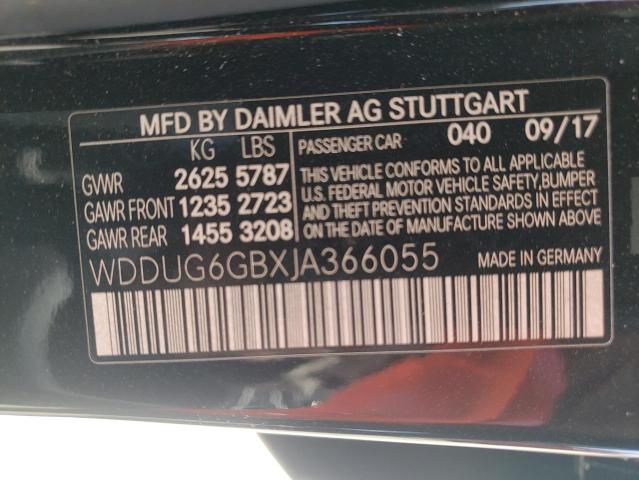 MFD BY DAIMLER AG STUTTGART
KG LBS
GVWR 2625 5787
GAWR FRONT 1235 2723
GAWR REAR 1455 3208
PASSENGER CAR 040 09/17
THIS VEHICLE CONFORMS TO ALL APPLICABLE
U.S. FEDERAL MOTOR VEHICLE SAFETY,BUMPER
AND THEFT PREVENTION STANDARDS IN EFFECT
ON THE DATE OF MANUFACTURE SHOWN ABOVE
WDDUG6GBXJA366055
MADE IN GERMANY